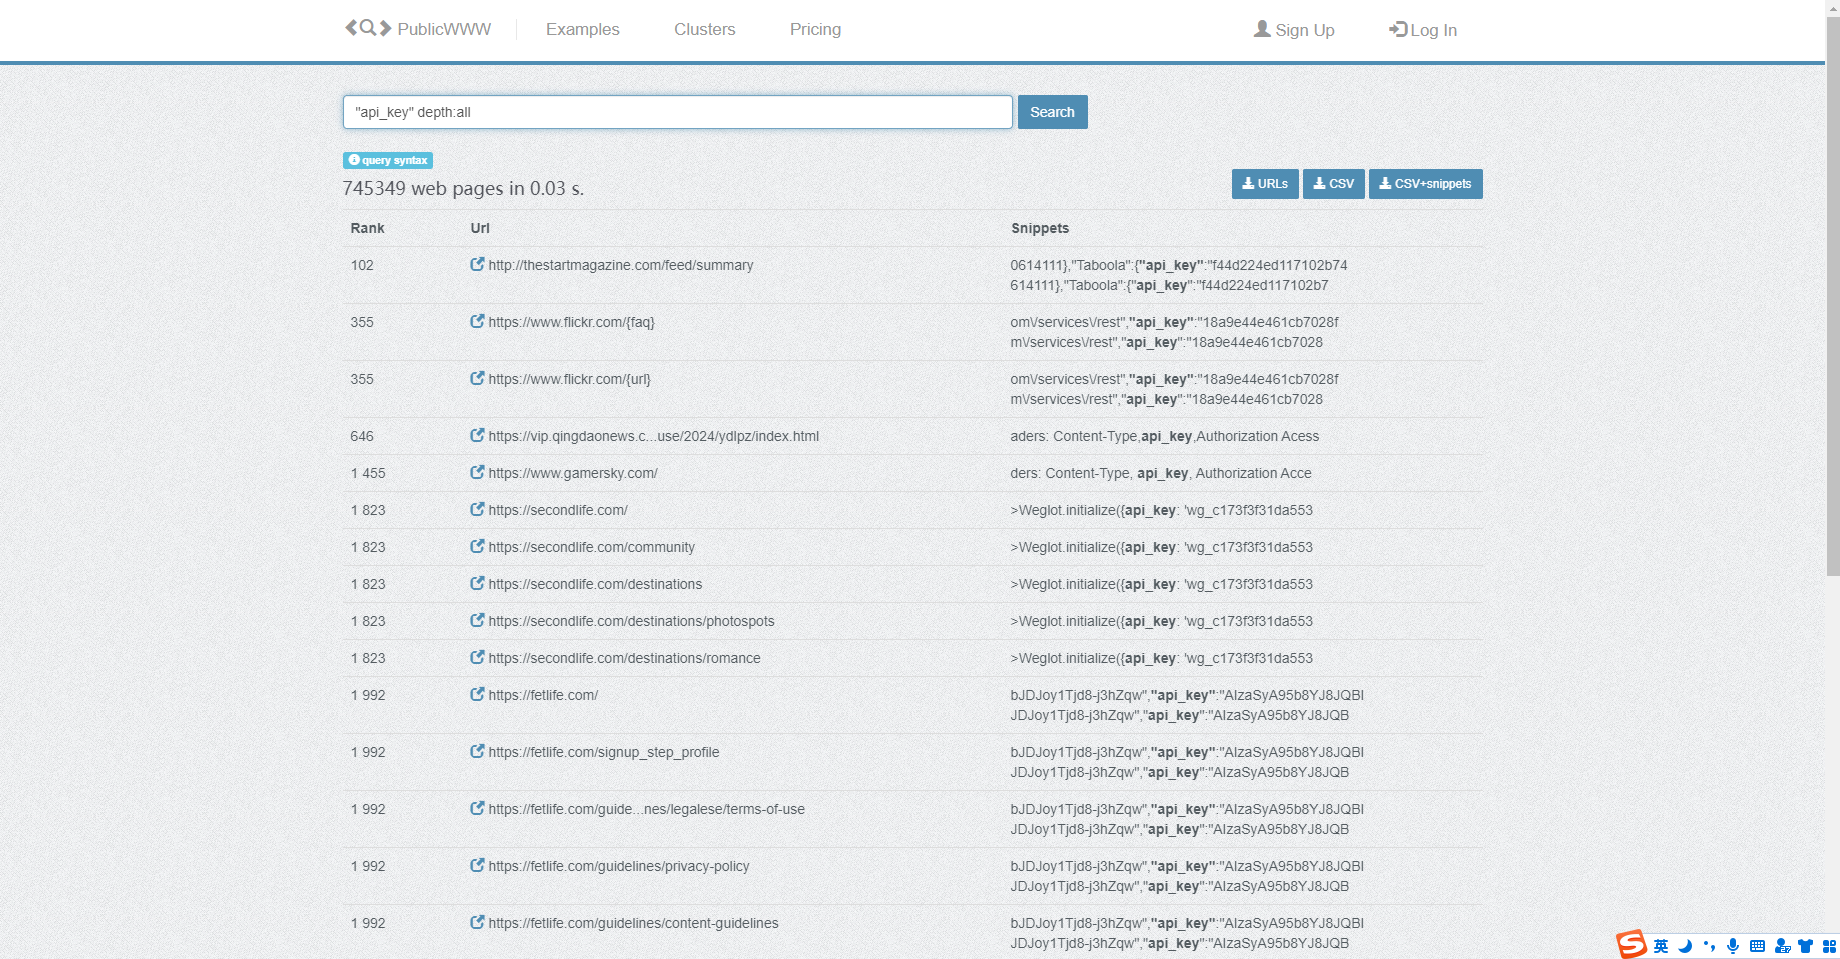 PublicWWW Examples Clusters Pricing Sign Up Log In
"api_key" depth:all Search
query syntax
745349 web pages in 0.03 s. URLs CSV CSV+snippets
Rank Url Snippets
102 http://thestartmagazine.com/feed/summary 0614111},"Taboola":{"api_key":"f44d224ed117102b74
614111},"Taboola":{"api_key":"f44d224ed117102b7
355 https://www.flickr.com/{faq} om\/services\/rest","api_key":"18a9e44e461cb7028f
m\/services\/rest","api_key":"18a9e44e461cb7028
355 https://www.flickr.com/{url} om\/services\/rest","api_key":"18a9e44e461cb7028f
m\/services\/rest","api_key":"18a9e44e461cb7028
646 https://vip.qingdaonews.c...use/2024/ydlpz/index.html aders: Content-Type,api_key,Authorization Acess
1 455 https://www.gamersky.com/ ders: Content-Type, api_key, Authorization Acce
1 823 https://secondlife.com/ >Weglot.initialize({api_key: 'wg_c173f3f31da553
1 823 https://secondlife.com/community >Weglot.initialize({api_key: 'wg_c173f3f31da553
1 823 https://secondlife.com/destinations >Weglot.initialize({api_key: 'wg_c173f3f31da553
1 823 https://secondlife.com/destinations/photospots >Weglot.initialize({api_key: 'wg_c173f3f31da553
1 823 https://secondlife.com/destinations/romance >Weglot.initialize({api_key: 'wg_c173f3f31da553
1 992 https://fetlife.com/ bJDJoy1Tjd8-j3hZqw","api_key":"AIzaSyA95b8YJ8JQBI
JDJoy1Tjd8-j3hZqw","api_key":"AIzaSyA95b8YJ8JQB
1 992 https://fetlife.com/signup_step_profile bJDJoy1Tjd8-j3hZqw","api_key":"AIzaSyA95b8YJ8JQBI
JDJoy1Tjd8-j3hZqw","api_key":"AIzaSyA95b8YJ8JQB
1 992 https://fetlife.com/guide...nes/legalese/terms-of-use bJDJoy1Tjd8-j3hZqw","api_key":"AIzaSyA95b8YJ8JQBI
JDJoy1Tjd8-j3hZqw","api_key":"AIzaSyA95b8YJ8JQB
1 992 https://fetlife.com/guidelines/privacy-policy bJDJoy1Tjd8-j3hZqw","api_key":"AIzaSyA95b8YJ8JQBI
JDJoy1Tjd8-j3hZqw","api_key":"AIzaSyA95b8YJ8JQB
1 992 https://fetlife.com/guidelines/content-guidelines bJDJoy1Tjd8-j3hZqw","api_key":"AIzaSyA95b8YJ8JQBI
JDJoy1Tjd8-j3hZqw","api_key":"AIzaSyA95b8YJ8JQB
英